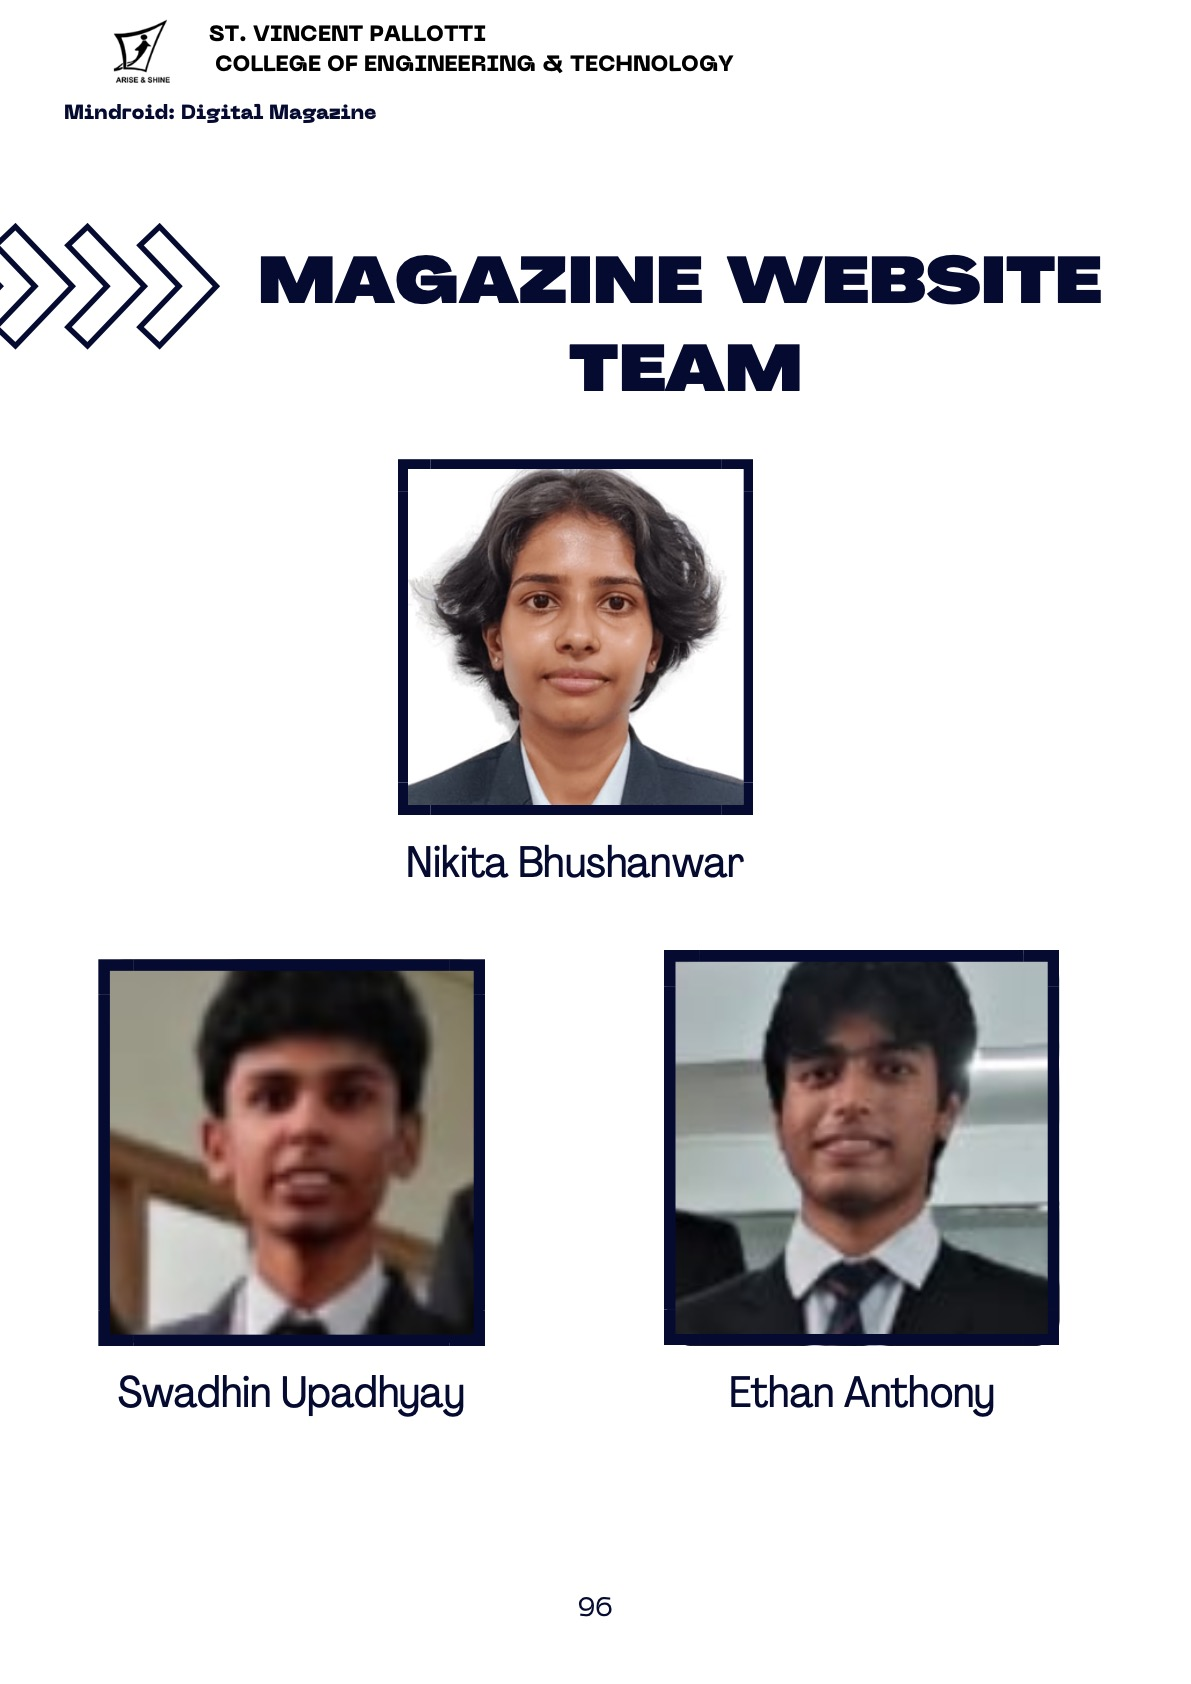 ST. VINCENT PALLOTTI
COLLEGE OF ENGINEERING & TECHNOLOGY
ARISE & SHINE
Mindroid: Digital Magazine
MAGAZINE WEBSITE
TEAM
Nikita Bhushanwar
Swadhin Upadhyay
Ethan Anthony
96